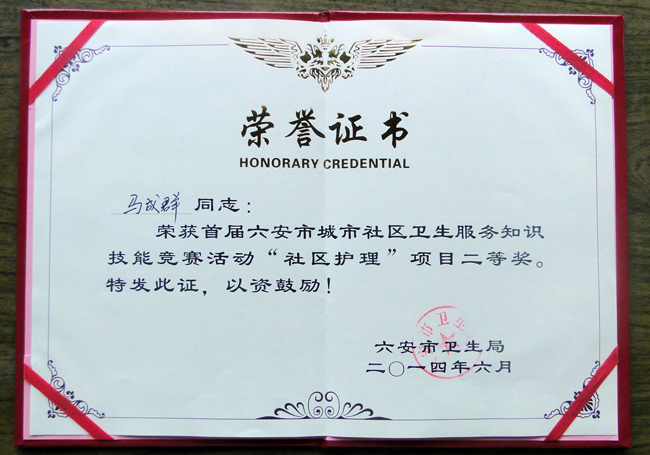 荣誉证书
HONORARY CREDENTIAL
马成群 同志：
荣获首届六安市城市社区卫生服务知识
技能竞赛活动“社区护理”项目二等奖。
特发此证，以资鼓励！
市卫生
六安市卫生局
二〇一四年六月